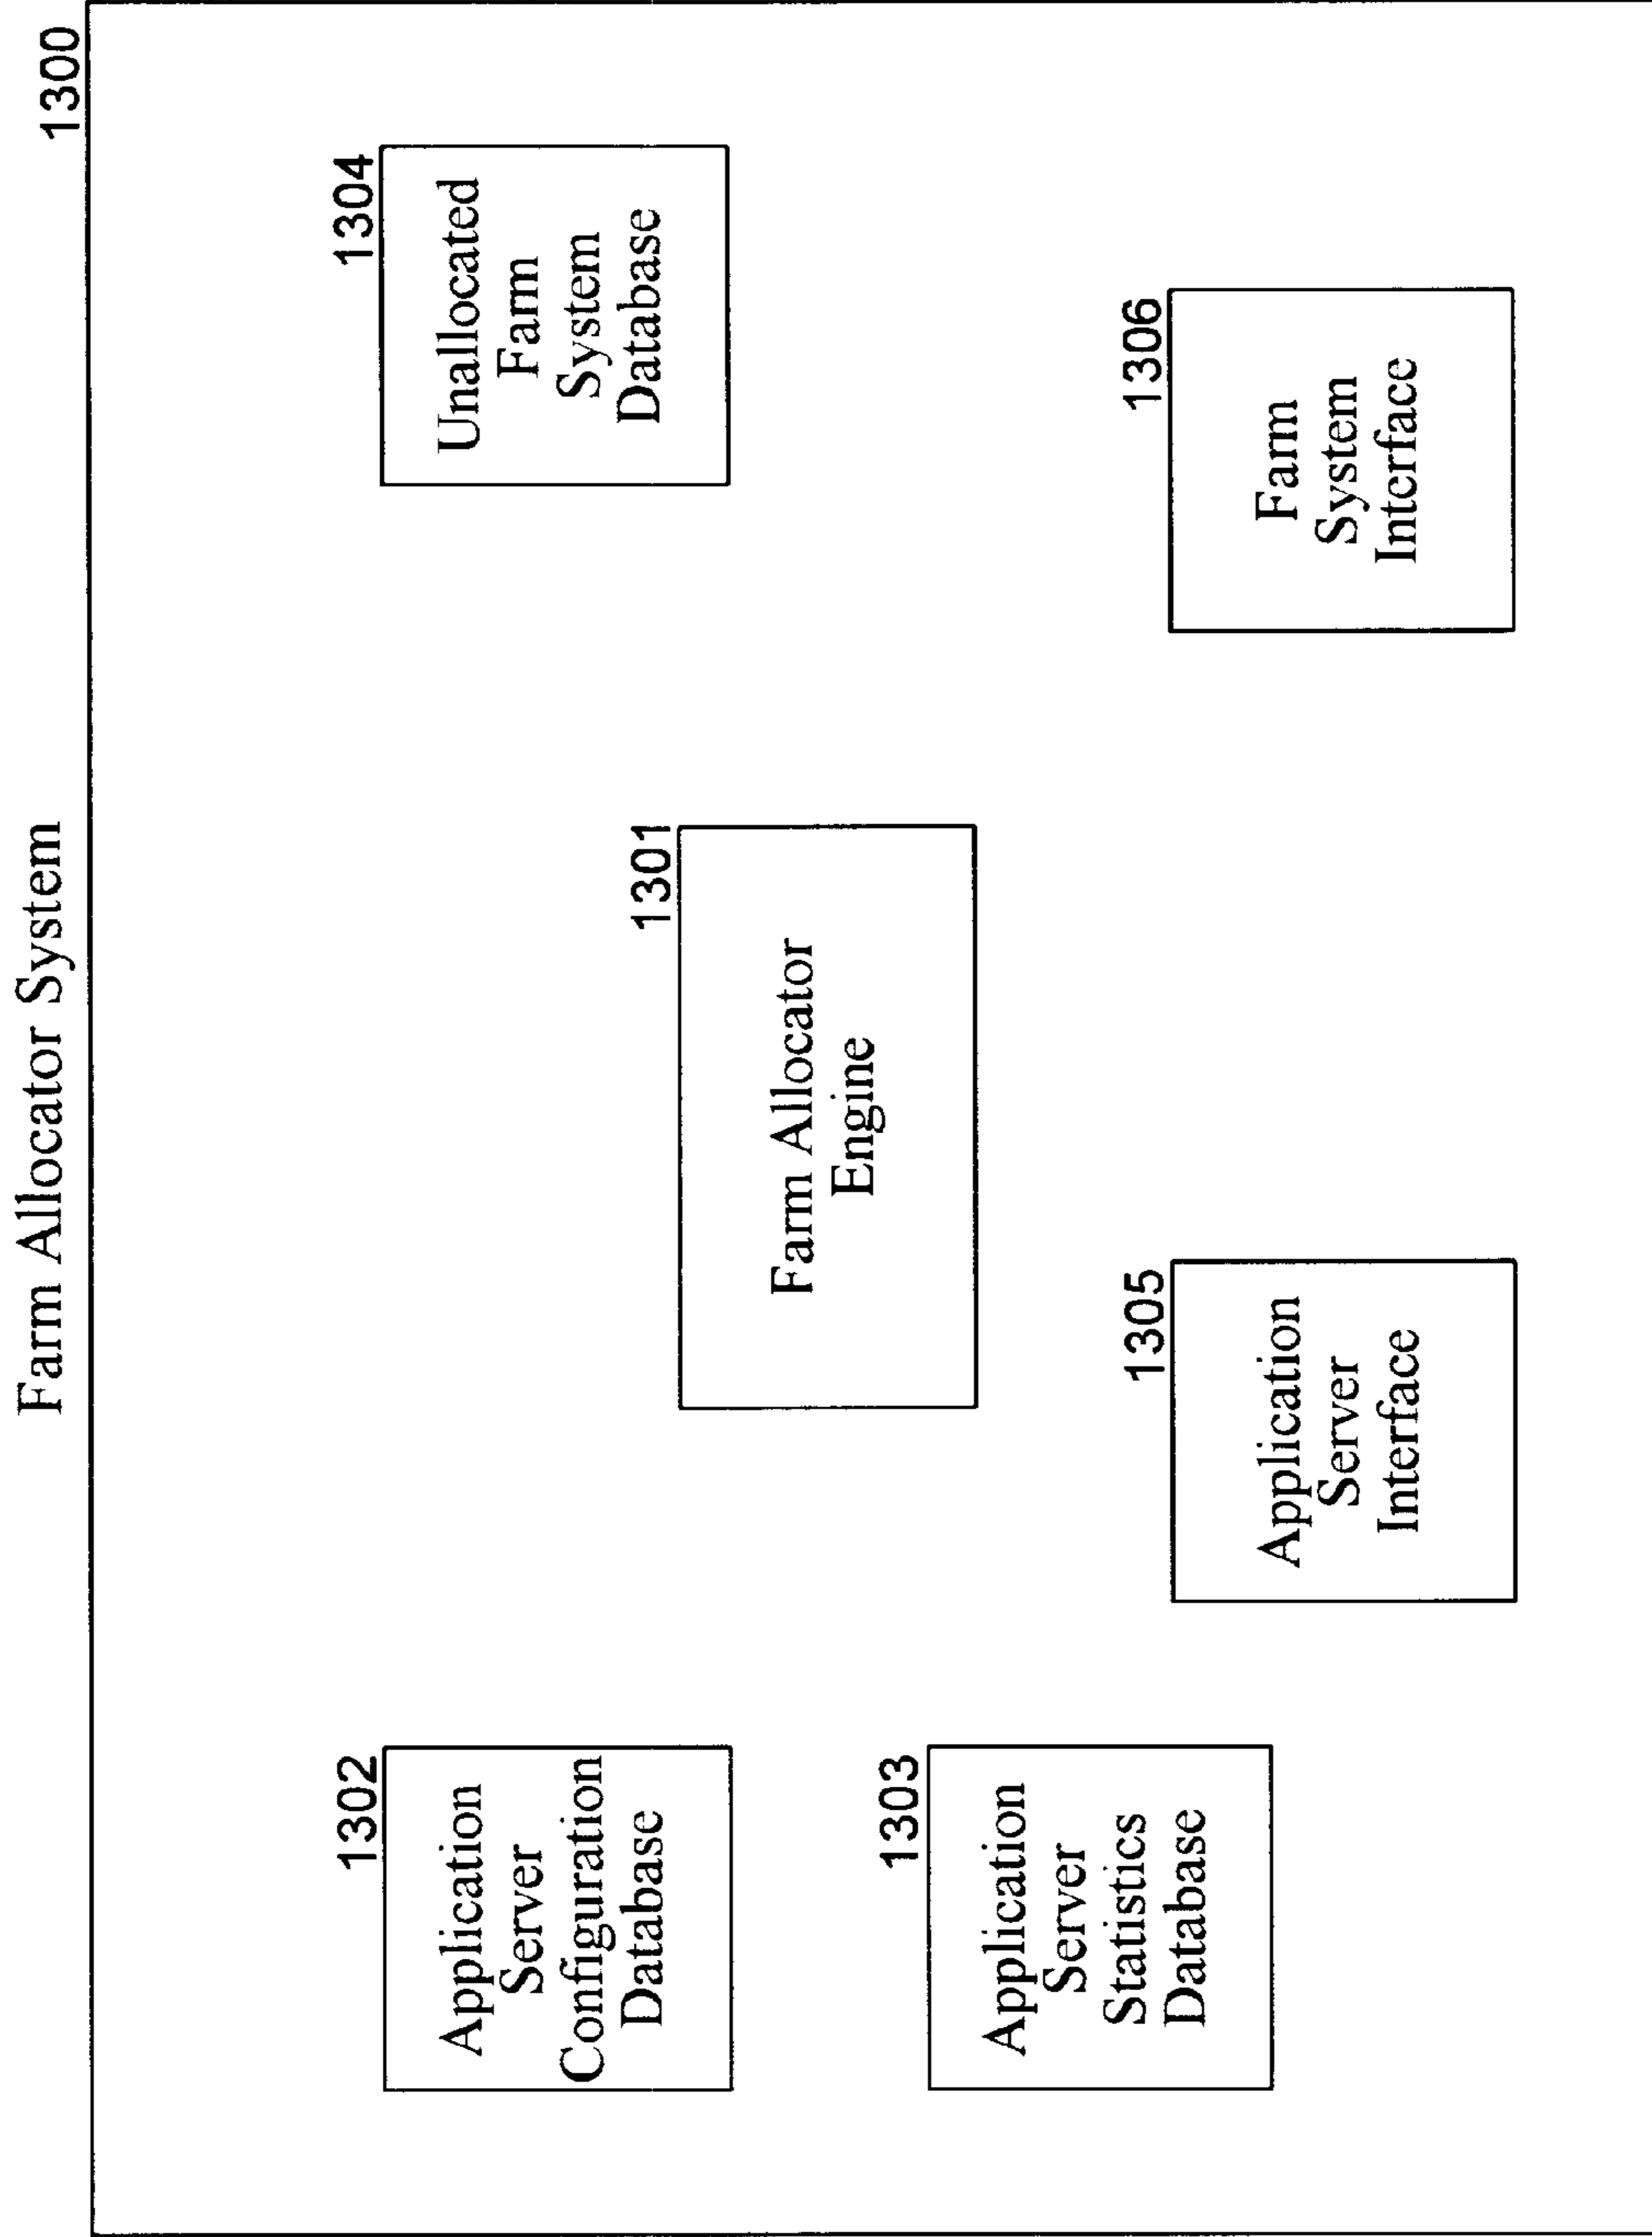 Farm Allocator System
1300
1302
Application
Server
Configuration
Database
1304
Unallocated
Farm
System
Database
1301
Farm Allocator
Engine
1303
Application
Server
Statistics
Database
1305
Application
Server
Interface
1306
Farm
System
Interface